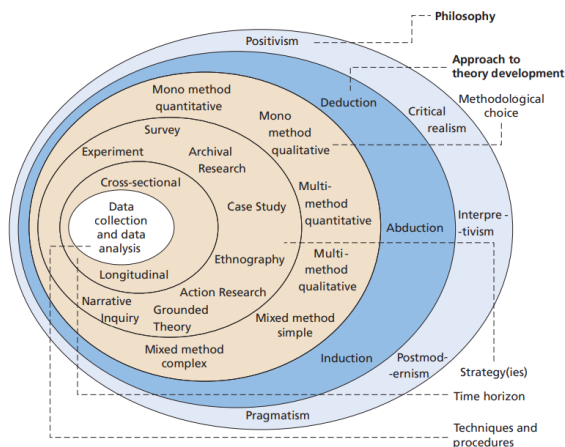 Philosophy
Positivism
Approach to
theory development
Mono method
quantitative
Deduction
Methodological
choice
Critical
realism
Mono
method
qualitative
Survey
Experiment
Archival
Research
Cross-sectional
Multi-
method
quantitative
Data
collection
and data
analysis
Case Study
Abduction
Interpre -
-tivism
Longitudinal
Ethnography
Multi-
method
qualitative
Action Research
Narrative
Inquiry
Grounded
Theory
Mixed method
simple
Mixed method
complex
Induction
Postmod-
-ernism
Strategy(ies)
Time horizon
Pragmatism
Techniques and
procedures